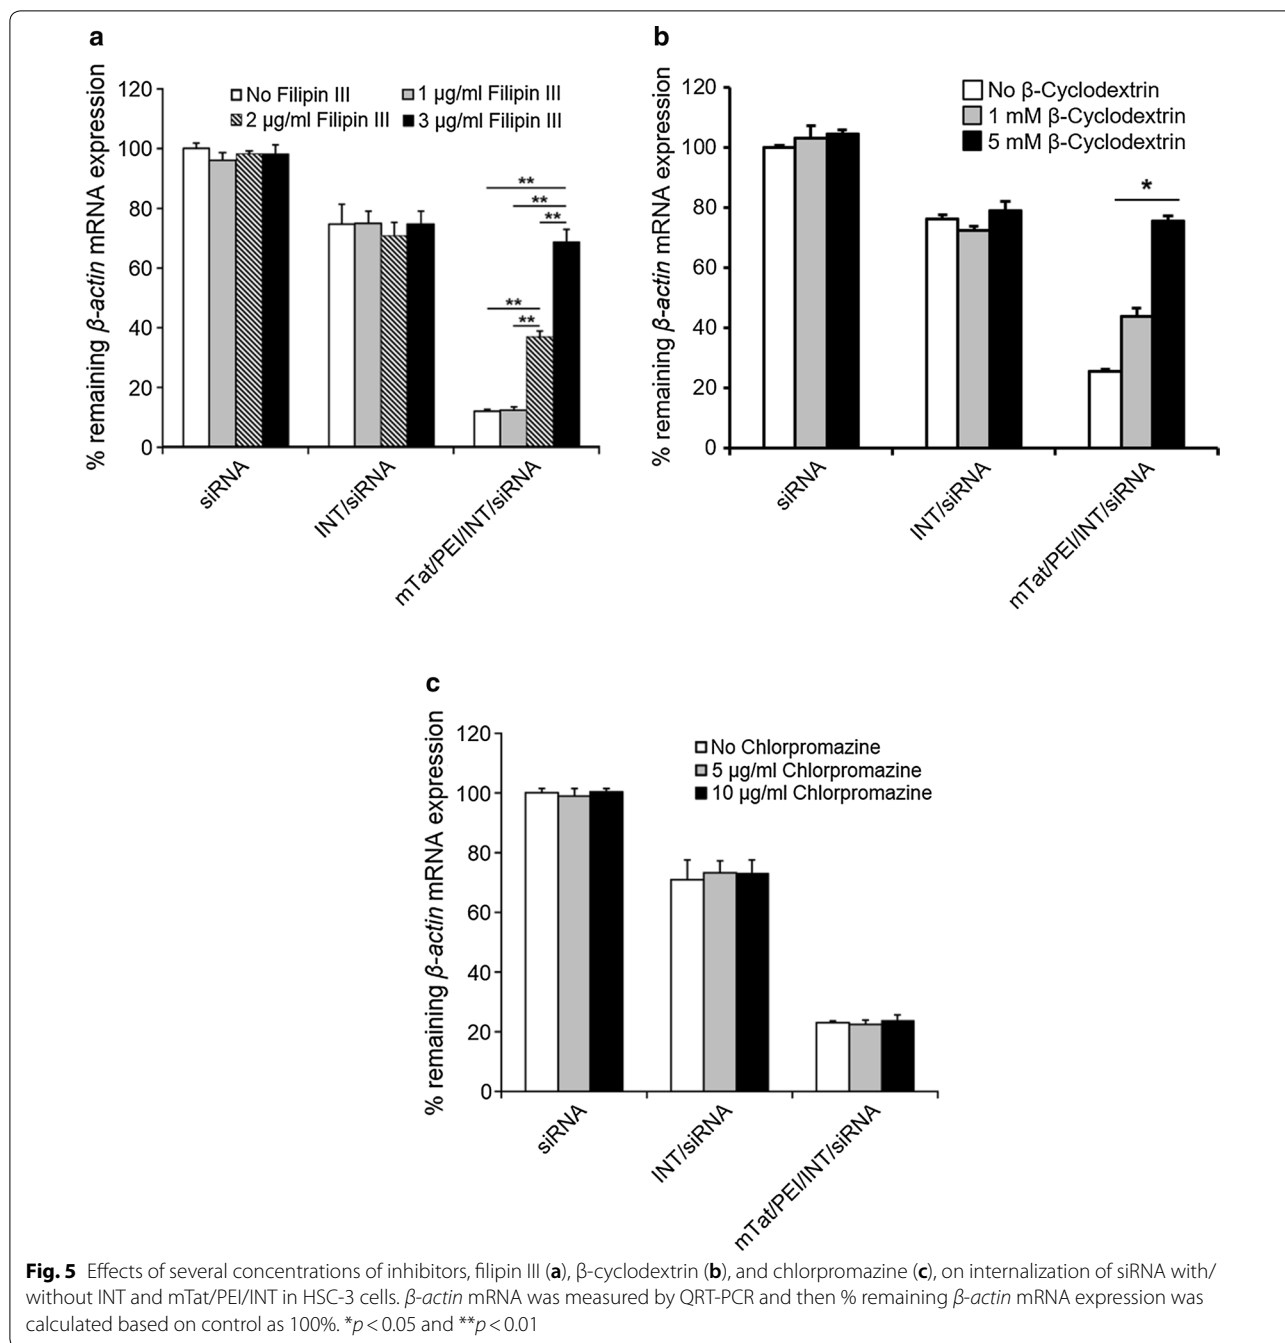 a
% remaining β-actin mRNA expression
120
100
80
60
40
20
0
No Filipin III
1 µg/ml Filipin III
2 µg/ml Filipin III
3 µg/ml Filipin III
**
**
**
**
**
siRNA
INT/siRNA
mTat/PEI/INT/siRNA
b
% remaining β-actin mRNA expression
120
100
80
60
40
20
0
No β-Cyclodextrin
1 mM β-Cyclodextrin
5 mM β-Cyclodextrin
*
siRNA
INT/siRNA
mTat/PEI/INT/siRNA
c
% remaining β-actin mRNA expression
120
100
80
60
40
20
0
No Chlorpromazine
5 µg/ml Chlorpromazine
10 µg/ml Chlorpromazine
siRNA
INT/siRNA
mTat/PEI/INT/siRNA
Fig. 5 Effects of several concentrations of inhibitors, filipin III (a), β-cyclodextrin (b), and chlorpromazine (c), on internalization of siRNA with/
without INT and mTat/PEI/INT in HSC-3 cells. β-actin mRNA was measured by QRT-PCR and then % remaining β-actin mRNA expression was
calculated based on control as 100%. *p < 0.05 and **p < 0.01